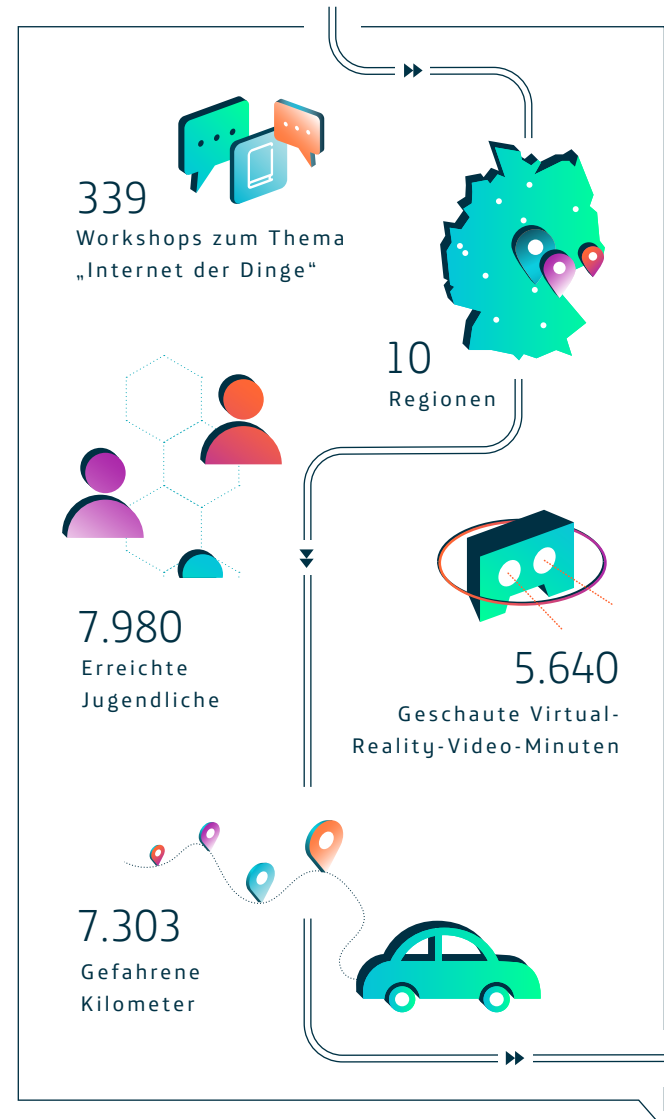 339
Workshops zum Thema
„Internet der Dinge“
10
Regionen
7.980
Erreichte
Jugendliche
5.640
Geschaute Virtual-
Reality-Video-Minuten
7.303
Gefahrene
Kilometer